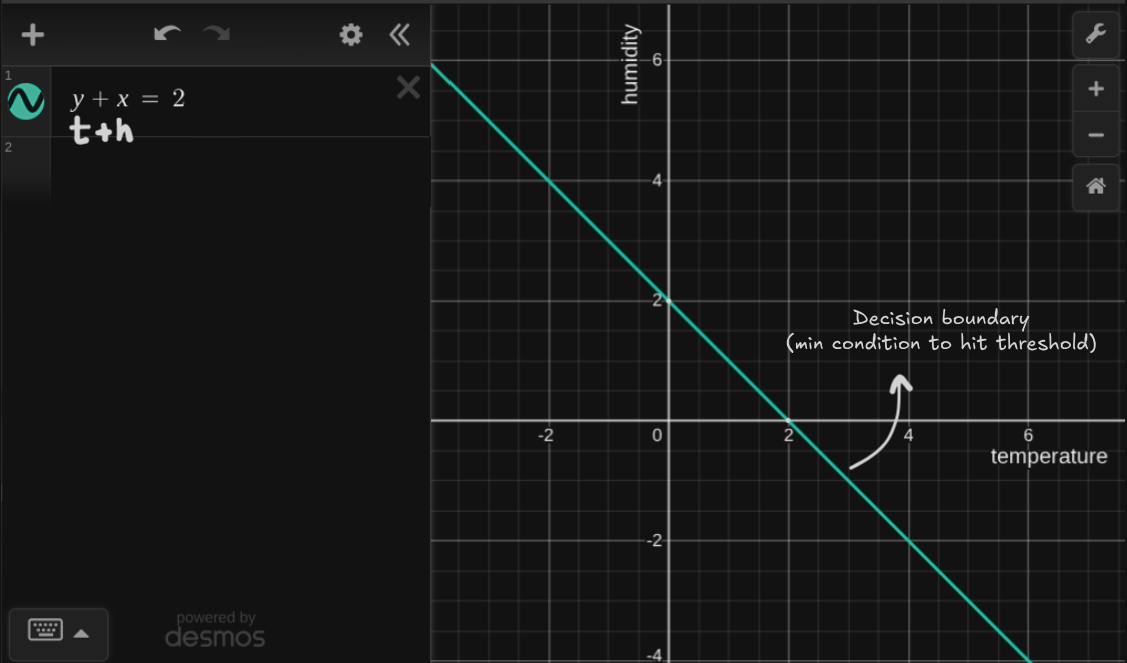 1
y + x = 2
t+h
2
powered by
desmos
humidity
6
4
2
Decision boundary
(min condition to hit threshold)
-2
0
2
4
6
temperature
-2
-4